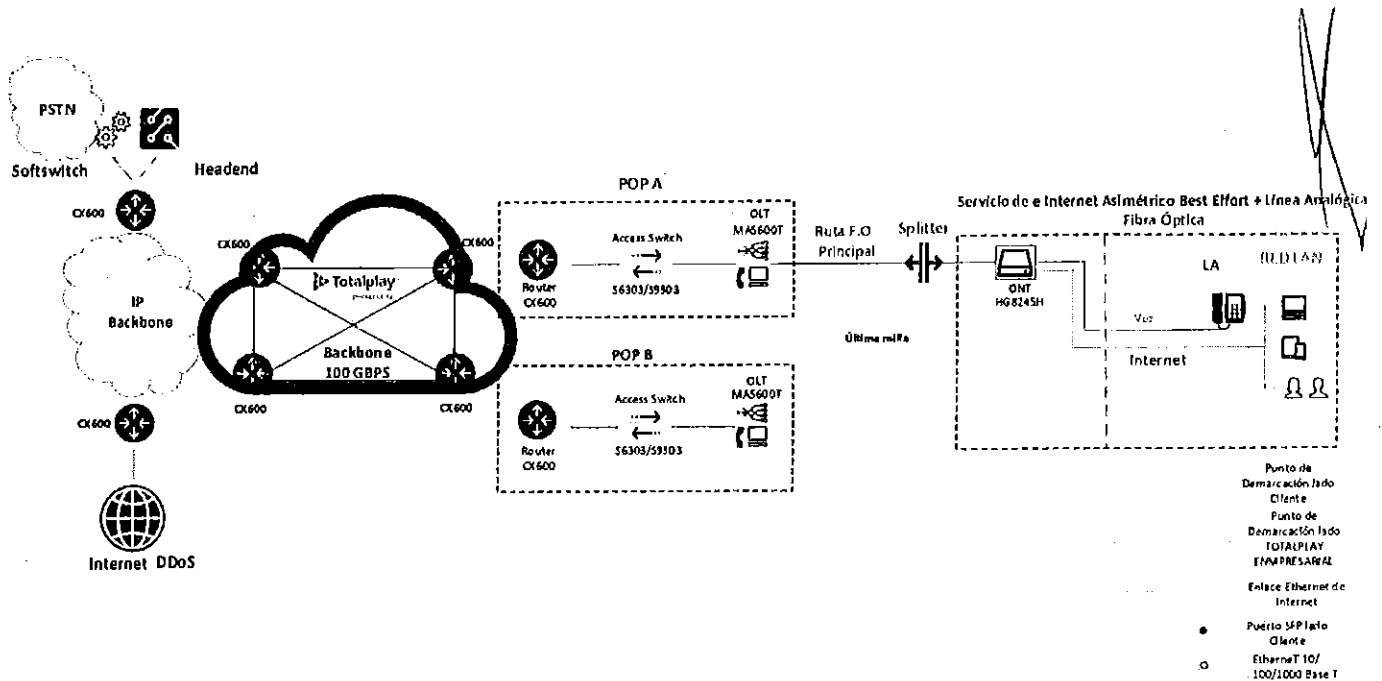 PSTN
Softswitch
Headend
CX600
IP
Backbone
CX600
Internet DDoS
CX600
CX600
Totalplay
Backbone
100 GBPS
CX600
CX600
POP A
Router
CX600
Access Switch
S6303/S9303
OLT
MA5600T
POP B
Router
CX600
Access Switch
S6303/S9303
OLT
MA5600T
Ruta F.O
Principal
Splitter
Última milla
Servicio de e Internet Asimétrico Best Effort + Línea Analógica
Fibra Óptica
ONT
HG8245H
LA
RED LAN
Voz
Internet
Punto de
Demarcación lado
Cliente
Punto de
Demarcación lado
TOTALPLAY
ENMPRESARIAL
Enlace Ethernet de
Internet
Puerto SFP lado
Cliente
EtherneT 10/
100/1000 Base T